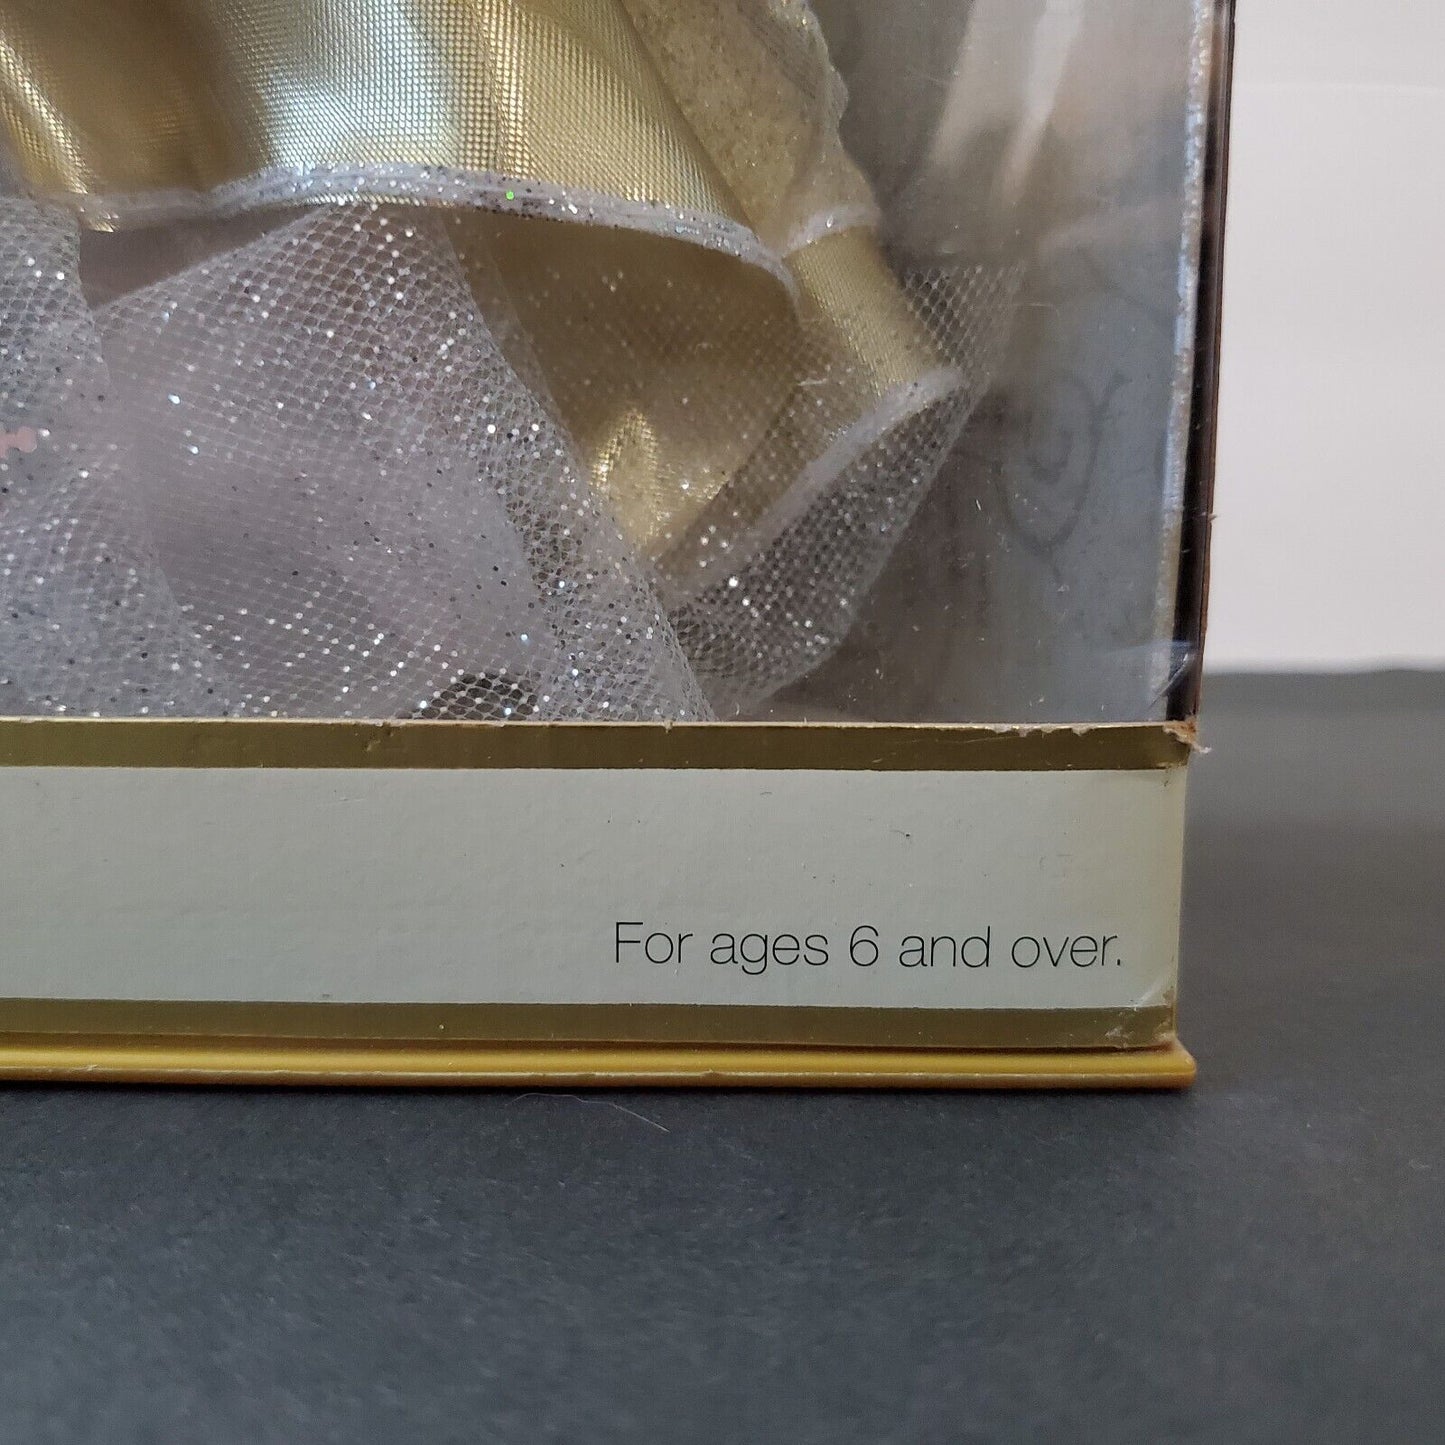 For ages 6 and over.